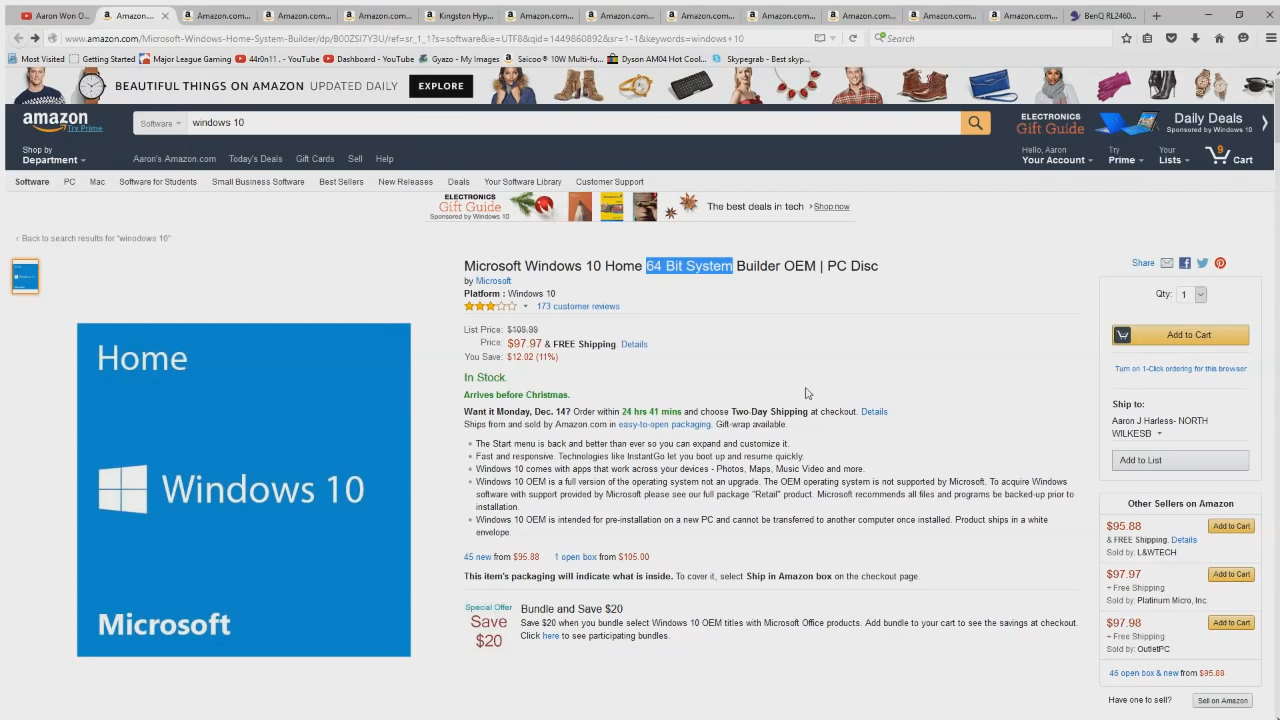 Aaron Won O...
Amazon....
Amazon.com...
Amazon.com...
Amazon.com...
Kingston Hyp...
Amazon.com...
Amazon.com...
Amazon.com...
Amazon.com...
Amazon.com...
Amazon.com...
BenQ RL2460...
www.amazon.com/Microsoft-Windows-Home-System-Builder/dp/B00ZSI7Y3U/ref=sr_1_1?s=software&ie=UTF8&qid=1449860892&sr=1-1&keywords=windows+10
Search
Most Visited
Getting Started
Major League Gaming
44r0n11 . - YouTube
Dashboard - YouTube
Gyazo - My Images
Saicoo® 10W Multi-fu...
Dyson AM04 Hot Cool...
Skypegrab - Best skyp...
BEAUTIFUL THINGS ON AMAZON UPDATED DAILY
EXPLORE
amazon
Try Prime
Software
windows 10
ELECTRONICS
Gift Guide
Daily Deals
Sponsored by Windows 10
Shop by
Department
Aaron's Amazon.com
Today's Deals
Gift Cards
Sell
Help
Hello, Aaron
Your Account
Try
Prime
Your
Lists
9
Cart
Software
PC
Mac
Software for Students
Small Business Software
Best Sellers
New Releases
Deals
Your Software Library
Customer Support
ELECTRONICS
Gift Guide
Sponsored by Windows 10
The best deals in tech
› Shop now
‹ Back to search results for "winodows 10"
Microsoft Windows 10 Home 64 Bit System Builder OEM | PC Disc
by Microsoft
Platform : Windows 10
173 customer reviews
List Price: $109.99
Price: $97.97 & FREE Shipping. Details
You Save: $12.02 (11%)
In Stock.
Arrives before Christmas.
Want it Monday, Dec. 14? Order within 24 hrs 41 mins and choose Two-Day Shipping at checkout. Details
Ships from and sold by Amazon.com in easy-to-open packaging. Gift-wrap available.
• The Start menu is back and better than ever so you can expand and customize it.
• Fast and responsive. Technologies like InstantGo let you boot up and resume quickly.
• Windows 10 comes with apps that work across your devices - Photos, Maps, Music Video and more.
• Windows 10 OEM is a full version of the operating system not an upgrade. The OEM operating system is not supported by Microsoft. To acquire Windows
software with support provided by Microsoft please see our full package "Retail" product. Microsoft recommends all files and programs be backed-up prior to
installation.
• Windows 10 OEM is intended for pre-installation on a new PC and cannot be transferred to another computer once installed. Product ships in a white
envelope.
45 new from $95.88
1 open box from $105.00
This item's packaging will indicate what is inside. To cover it, select Ship in Amazon box on the checkout page.
Special Offer
Save
$20
Bundle and Save $20
Save $20 when you bundle select Windows 10 OEM titles with Microsoft Office products. Add bundle to your cart to see the savings at checkout.
Click here to see participating bundles.
Home
Windows 10
Microsoft
Share
Qty: 1
Add to Cart
Turn on 1-Click ordering for this browser
Ship to:
Aaron J Harless- NORTH
WILKESB
Add to List
Other Sellers on Amazon
$95.88
Add to Cart
& FREE Shipping. Details
Sold by: L&WTECH
$97.97
Add to Cart
+ Free Shipping
Sold by: Platinum Micro, Inc.
$97.98
Add to Cart
+ Free Shipping
Sold by: OutletPC
46 open box & new from $95.88
Have one to sell?
Sell on Amazon